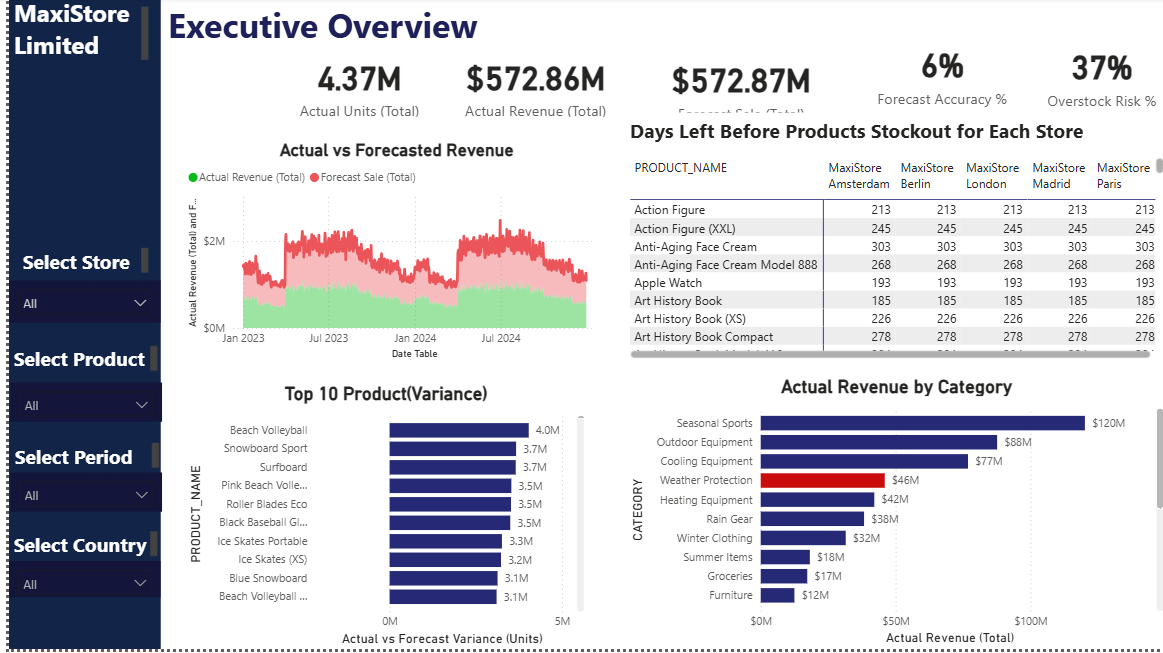 MaxiStore
Limited
Executive Overview
4.37M
Actual Units (Total)
$572.86M
Actual Revenue (Total)
$572.87M
Forecast Sale (Total)
6%
Forecast Accuracy %
37%
Overstock Risk %
Select Store
All
Select Product
All
Select Period
All
Select Country
All
Actual vs Forecasted Revenue
Actual Revenue (Total) Forecast Sale (Total)
Actual Revenue (Total) and F...
$2M
$0M
Jan 2023 Jul 2023 Jan 2024 Jul 2024
Date Table
Days Left Before Products Stockout for Each Store
PRODUCT_NAME MaxiStore Amsterdam MaxiStore Berlin MaxiStore London MaxiStore Madrid MaxiStore Paris
Action Figure 213 213 213 213 213
Action Figure (XXL) 245 245 245 245 245
Anti-Aging Face Cream 303 303 303 303 303
Anti-Aging Face Cream Model 888 268 268 268 268 268
Apple Watch 193 193 193 193 193
Art History Book 185 185 185 185 185
Art History Book (XS) 226 226 226 226 226
Art History Book Compact 278 278 278 278 278
Top 10 Product(Variance)
PRODUCT_NAME
Beach Volleyball 4.0M
Snowboard Sport 3.7M
Surfboard 3.7M
Pink Beach Volle... 3.5M
Roller Blades Eco 3.5M
Black Baseball Gl... 3.5M
Ice Skates Portable 3.3M
Ice Skates (XS) 3.2M
Blue Snowboard 3.1M
Beach Volleyball ... 3.1M
0M 5M
Actual vs Forecast Variance (Units)
Actual Revenue by Category
CATEGORY
Seasonal Sports $120M
Outdoor Equipment $88M
Cooling Equipment $77M
Weather Protection $46M
Heating Equipment $42M
Rain Gear $38M
Winter Clothing $32M
Summer Items $18M
Groceries $17M
Furniture $12M
$0M $50M $100M
Actual Revenue (Total)